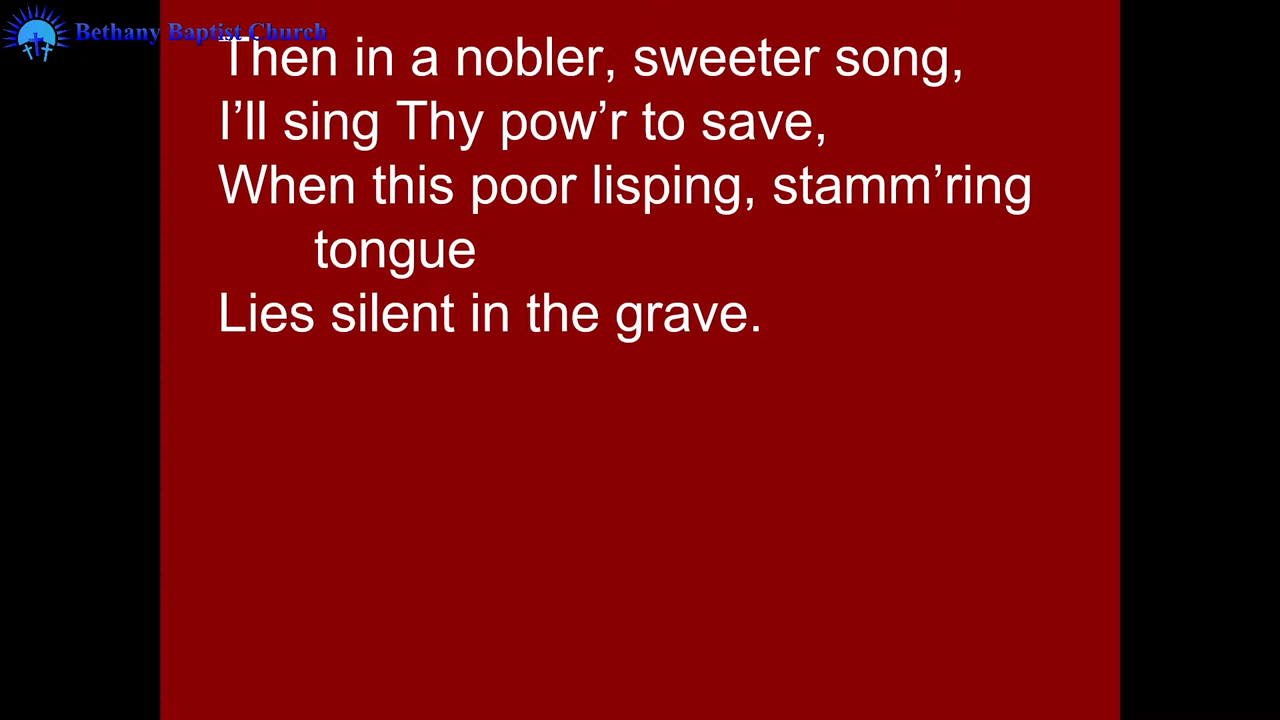 Bethany Baptist Church
Then in a nobler, sweeter song,
I’ll sing Thy pow’r to save,
When this poor lisping, stamm’ring
tongue
Lies silent in the grave.